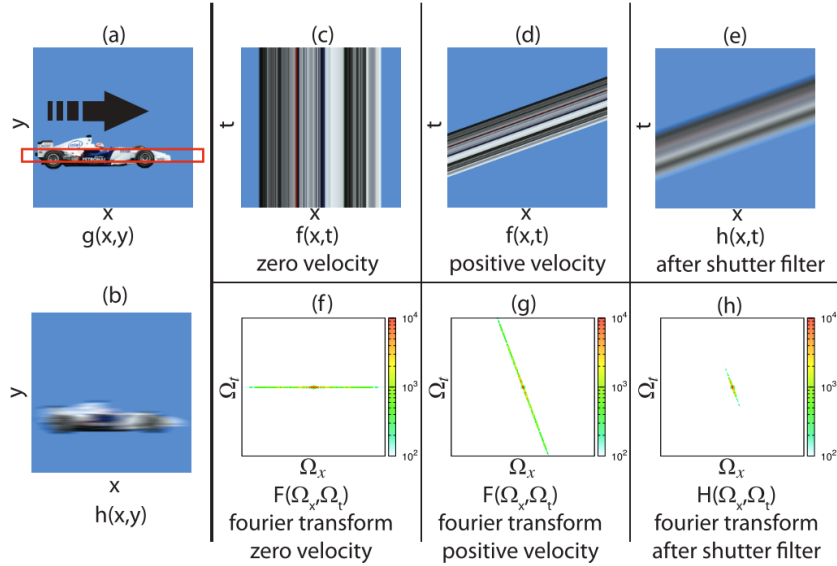 (a)
y
x
g(x,y)
(b)
y
x
h(x,y)
(c)
t
x
f(x,t)
zero velocity
(d)
t
x
f(x,t)
positive velocity
(e)
t
x
h(x,t)
after shutter filter
(f)
Ωt
10⁴
10³
10²
Ωx
F(Ωx,Ωt)
fourier transform
zero velocity
(g)
Ωt
10⁴
10³
10²
Ωx
F(Ωx,Ωt)
fourier transform
positive velocity
(h)
Ωt
10⁴
10³
10²
Ωx
H(Ωx,Ωt)
fourier transform
after shutter filter